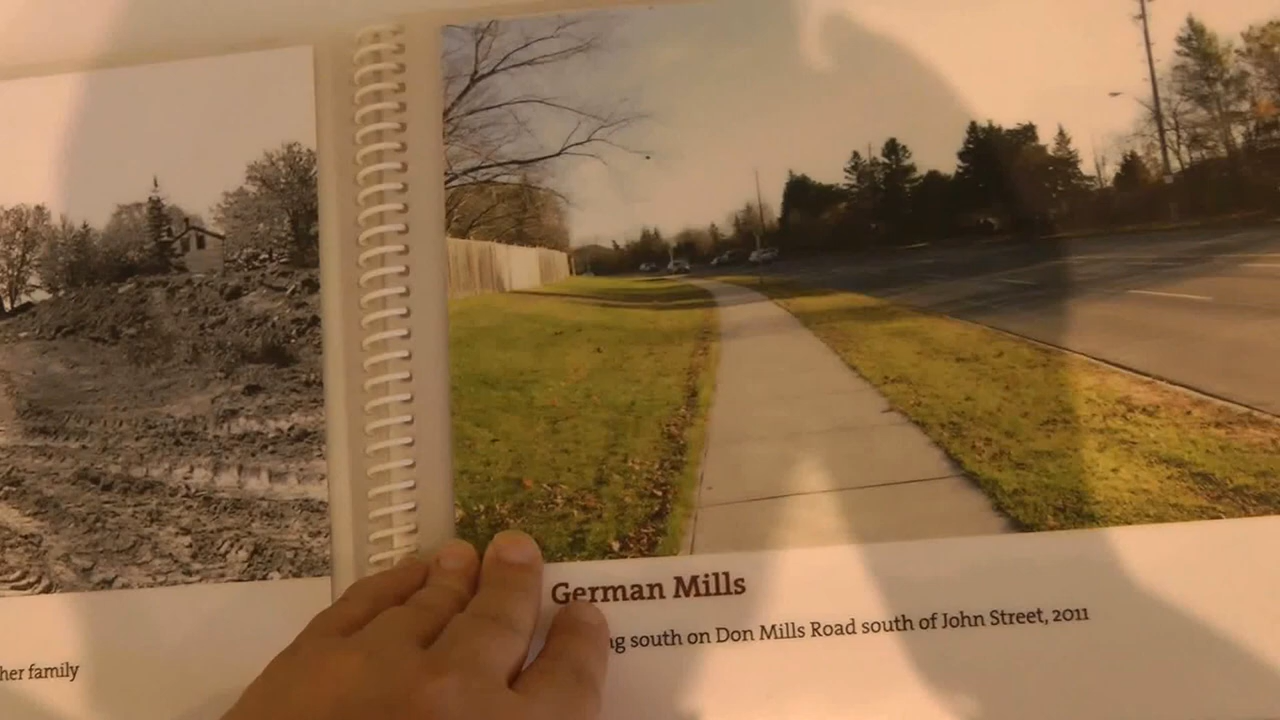 her family
German Mills
south on Don Mills Road south of John Street, 2011